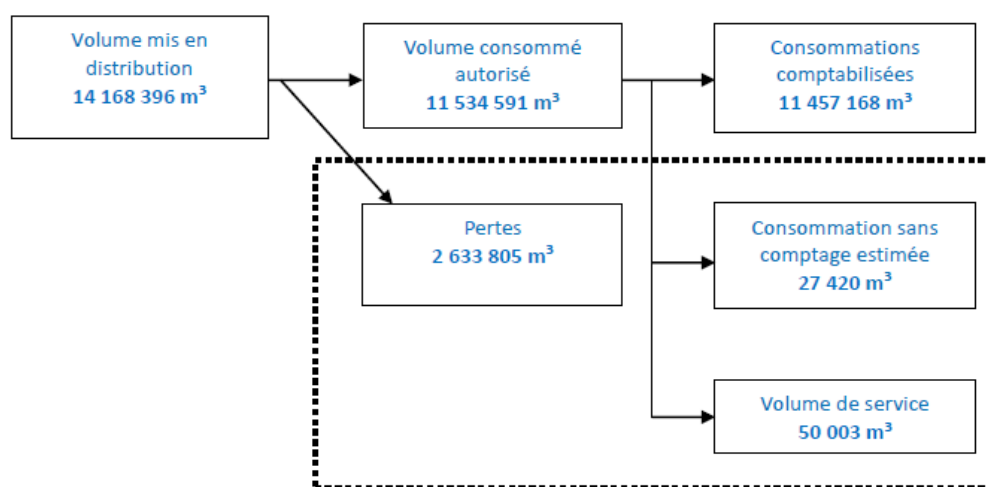 Volume mis en
distribution
14 168 396 m³
Volume consommé
autorisé
11 534 591 m³
Consommations
comptabilisées
11 457 168 m³
Pertes
2 633 805 m³
Consommation sans
comptage estimée
27 420 m³
Volume de service
50 003 m³